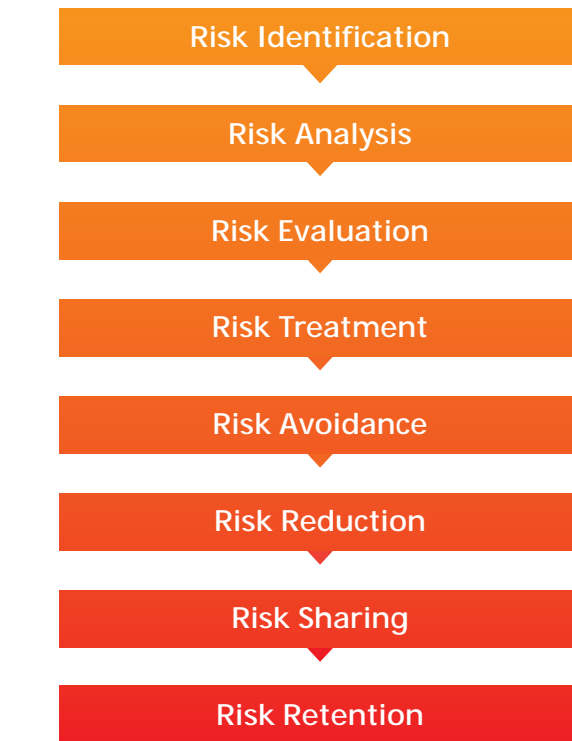 Risk Identification
Risk Analysis
Risk Evaluation
Risk Treatment
Risk Avoidance
Risk Reduction
Risk Sharing
Risk Retention